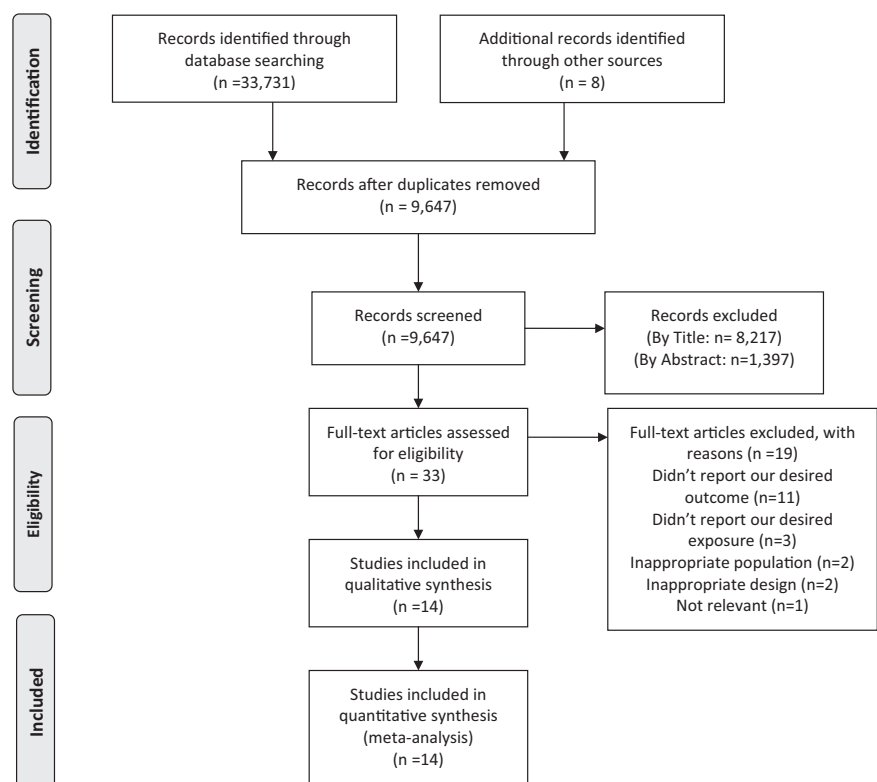 Identification
Records identified through
database searching
(n =33,731)
Additional records identified
through other sources
(n = 8)
Records after duplicates removed
(n = 9,647)
Screening
Records screened
(n =9,647)
Records excluded
(By Title: n= 8,217)
(By Abstract: n=1,397)
Eligibility
Full-text articles assessed
for eligibility
(n = 33)
Full-text articles excluded, with
reasons (n =19)
Didn't report our desired
outcome (n=11)
Didn't report our desired
exposure (n=3)
Inappropriate population (n=2)
Inappropriate design (n=2)
Not relevant (n=1)
Studies included in
qualitative synthesis
(n =14)
Included
Studies included in
quantitative synthesis
(meta-analysis)
(n =14)